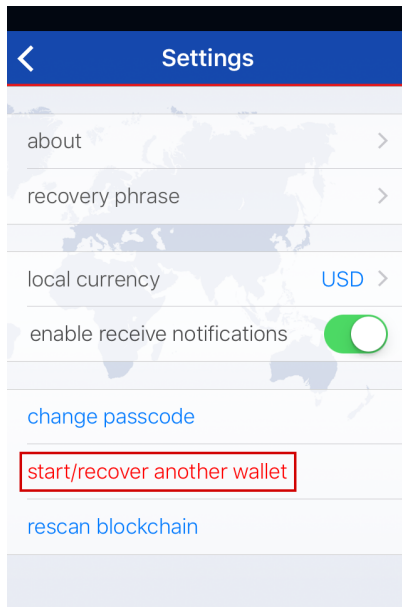 Settings
about
recovery phrase
local currency USD
enable receive notifications
change passcode
start/recover another wallet
rescan blockchain